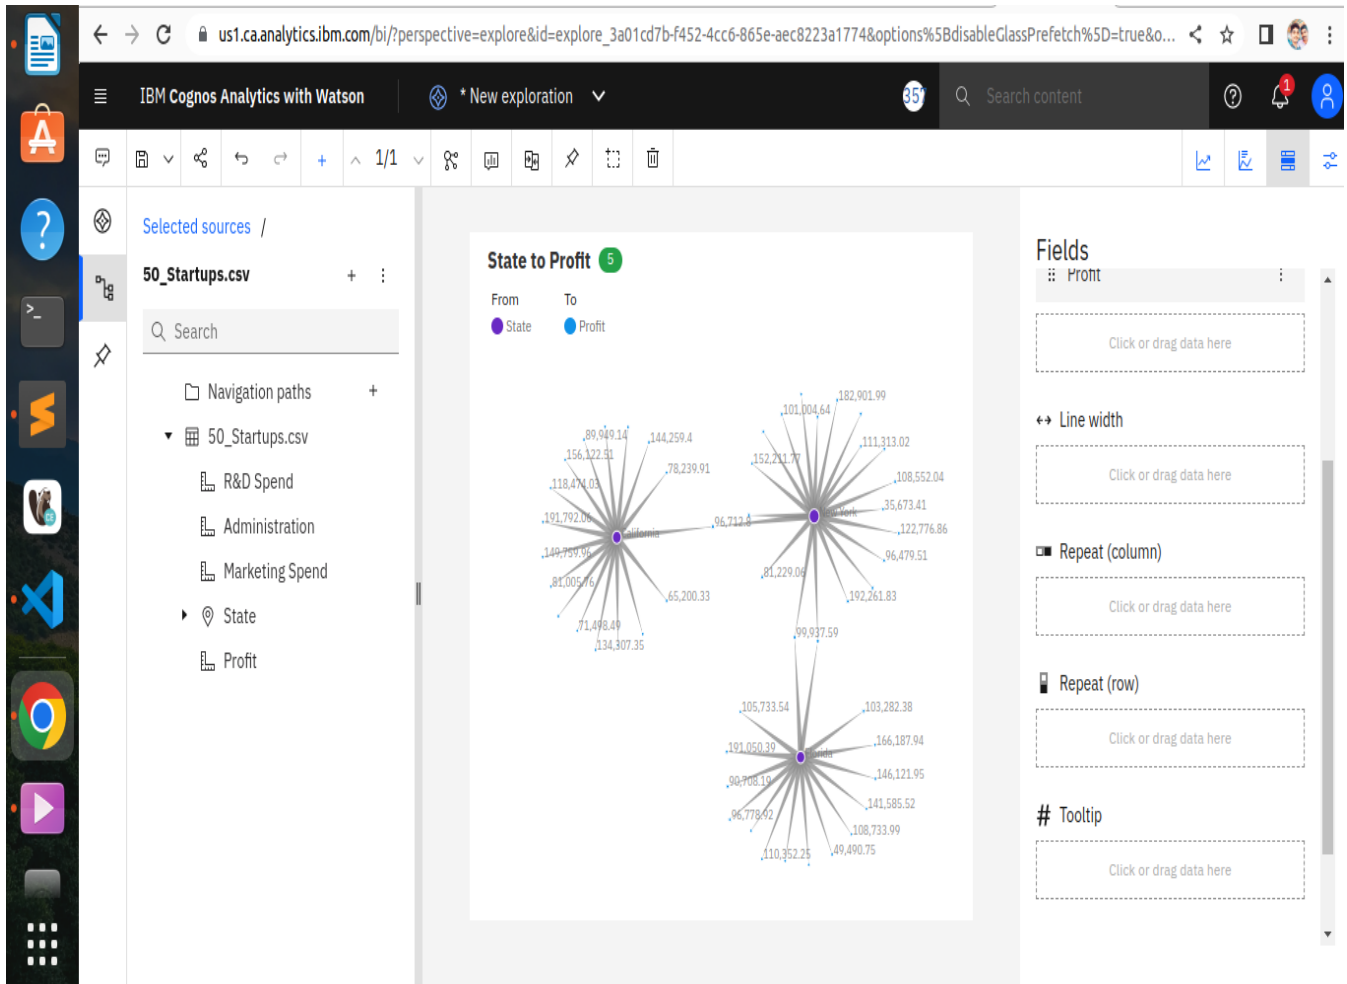 us1.ca.analytics.ibm.com/bi/?perspective=explore&id=explore_3a01cd7b-f452-4cc6-865e-aec8223a1774&options%5BdisableGlassPrefetch%5D=true&o...
IBM Cognos Analytics with Watson
* New exploration
357
Search content
1
1/1
Selected sources /
50_Startups.csv
Search
Navigation paths
50_Startups.csv
R&D Spend
Administration
Marketing Spend
State
Profit
State to Profit 5
From To
State Profit
182,901.99
101,004.64
89,949.14
144,259.4
111,313.02
156,122.51
152,211.77
78,239.91
108,552.04
118,474.03
35,673.41
191,792.06
96,712.8
New York
122,776.86
California
149,759.96
96,479.51
81,229.06
81,005.76
65,200.33
192,261.83
71,498.49
99,937.59
134,307.35
105,733.54
103,282.38
166,187.94
191,050.39
Florida
146,121.95
90,708.19
141,585.52
96,778.92
108,733.99
110,352.25
49,490.75
Fields
Profit
Click or drag data here
Line width
Click or drag data here
Repeat (column)
Click or drag data here
Repeat (row)
Click or drag data here
# Tooltip
Click or drag data here